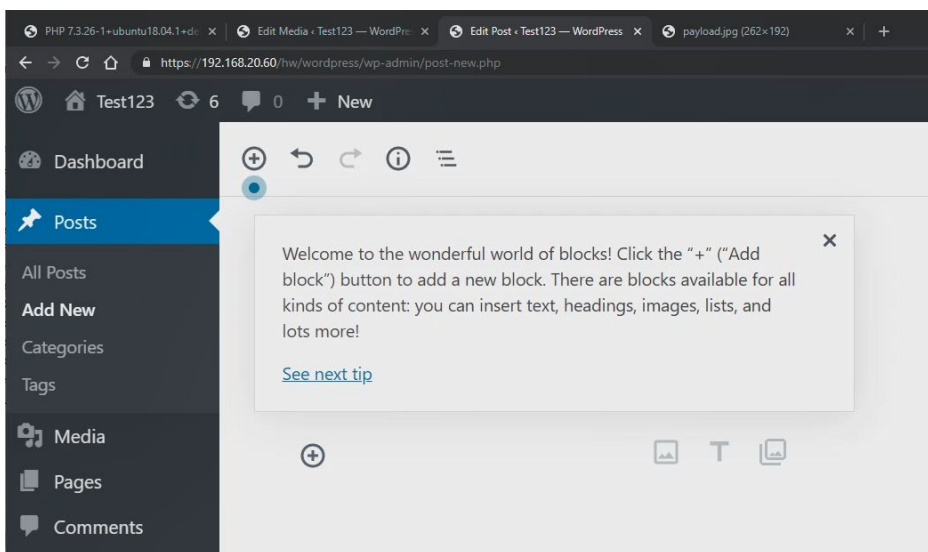 PHP 7.3.26-1+ubuntu18.04.1+de
Edit Media ‹ Test123 — WordPre
Edit Post ‹ Test123 — WordPress
payload.jpg (262×192)
https://192.168.20.60/hw/wordpress/wp-admin/post-new.php
Test123 6 0 + New
Dashboard
Posts
All Posts
Add New
Categories
Tags
Media
Pages
Comments
Welcome to the wonderful world of blocks! Click the “+” (“Add
block”) button to add a new block. There are blocks available for all
kinds of content: you can insert text, headings, images, lists, and
lots more!
See next tip